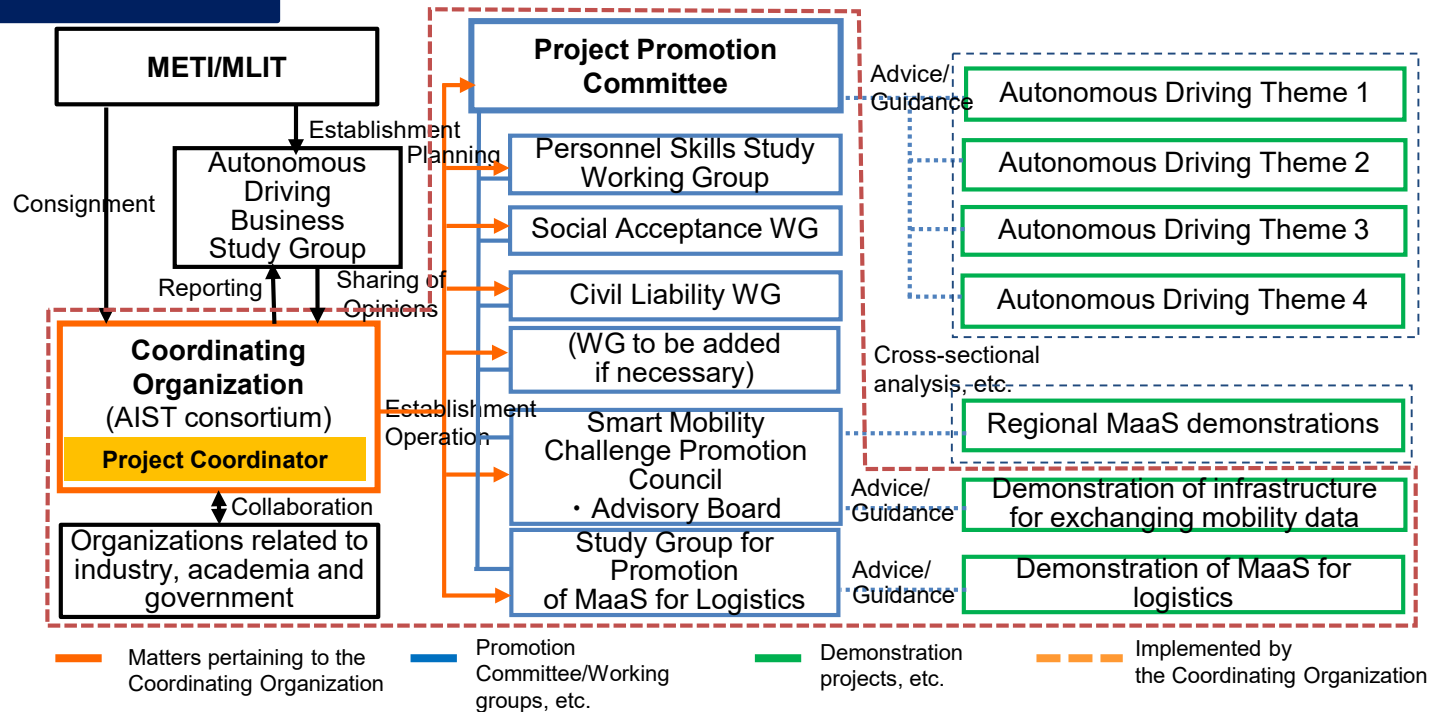 METI/MLIT
Consignment
Establishment
Autonomous
Driving
Business
Study Group
Reporting
Sharing of
Opinions
Coordinating
Organization
(AIST consortium)
Project Coordinator
Collaboration
Organizations related to
industry, academia and
government
Planning
Establishment
Operation
Project Promotion
Committee
Personnel Skills Study
Working Group
Social Acceptance WG
Civil Liability WG
(WG to be added
if necessary)
Smart Mobility
Challenge Promotion
Council
・Advisory Board
Study Group for
Promotion
of MaaS for Logistics
Advice/
Guidance
Autonomous Driving Theme 1
Autonomous Driving Theme 2
Autonomous Driving Theme 3
Autonomous Driving Theme 4
Cross-sectional
analysis, etc.
Regional MaaS demonstrations
Advice/
Guidance
Demonstration of infrastructure
for exchanging mobility data
Advice/
Guidance
Demonstration of MaaS for
logistics
Matters pertaining to the
Coordinating Organization
Promotion
Committee/Working
groups, etc.
Demonstration
projects, etc.
Implemented by
the Coordinating Organization